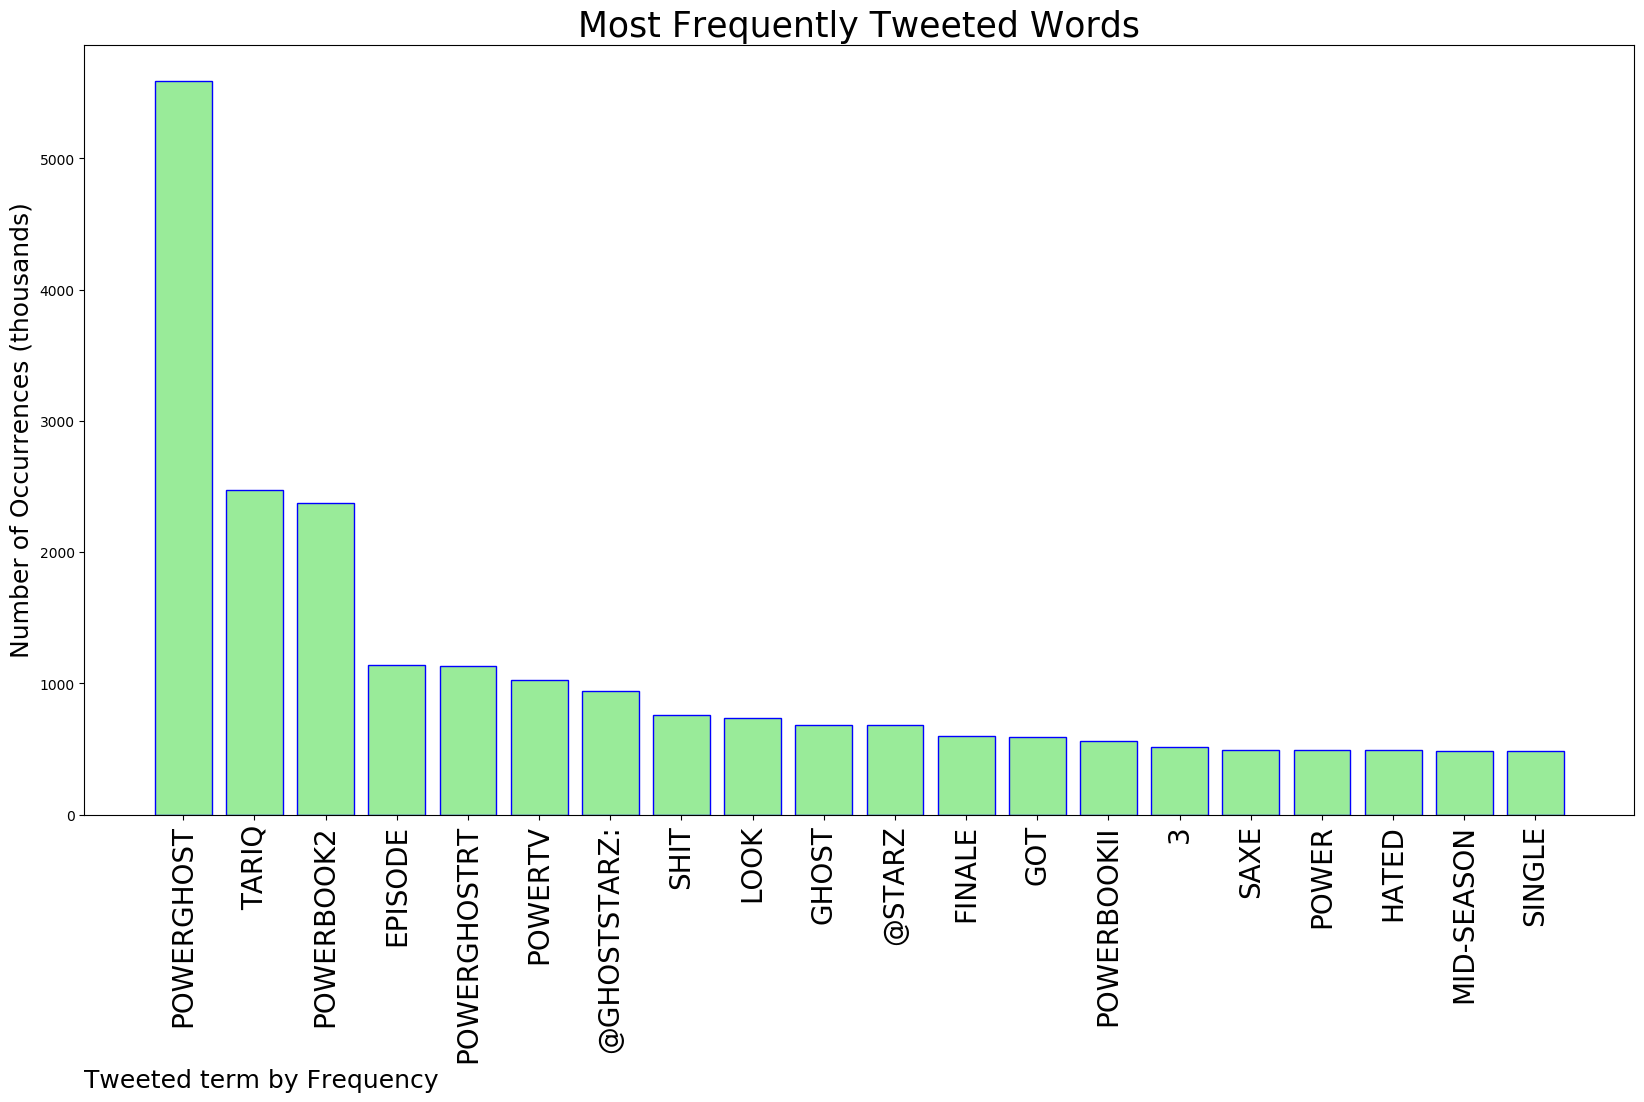 Most Frequently Tweeted Words
Number of Occurrences (thousands)
5000
4000
3000
2000
1000
0
POWERGHOST
TARIQ
POWERBOOK2
EPISODE
POWERGHOSTRT
POWERTV
@GHOSTSTARZ:
SHIT
LOOK
GHOST
@STARZ
FINALE
GOT
POWERBOOKII
3
SAXE
POWER
HATED
MID-SEASON
SINGLE
Tweeted term by Frequency